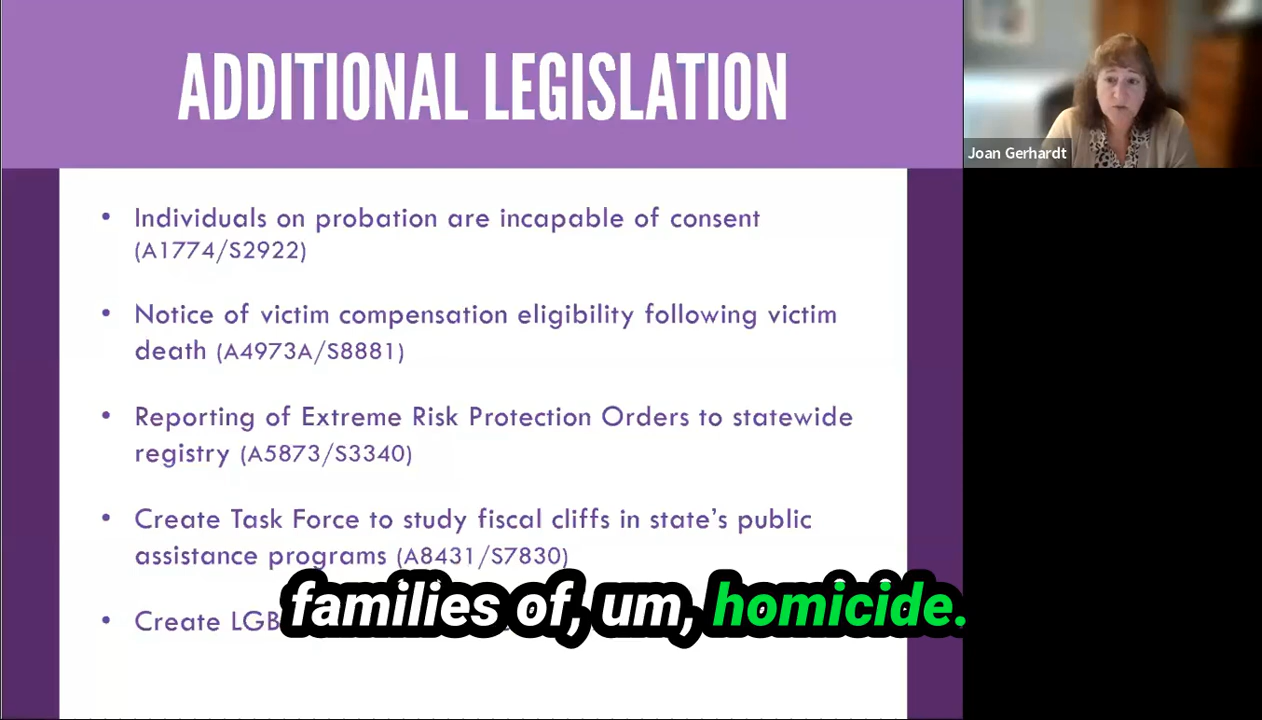 ADDITIONAL LEGISLATION
Joan Gerhardt
• Individuals on probation are incapable of consent
(A1774/S2922)
• Notice of victim compensation eligibility following victim
death (A4973A/S8881)
• Reporting of Extreme Risk Protection Orders to statewide
registry (A5873/S3340)
• Create Task Force to study fiscal cliffs in state’s public
assistance programs (A8431/S7830)
• Create
families of, um, homicide.